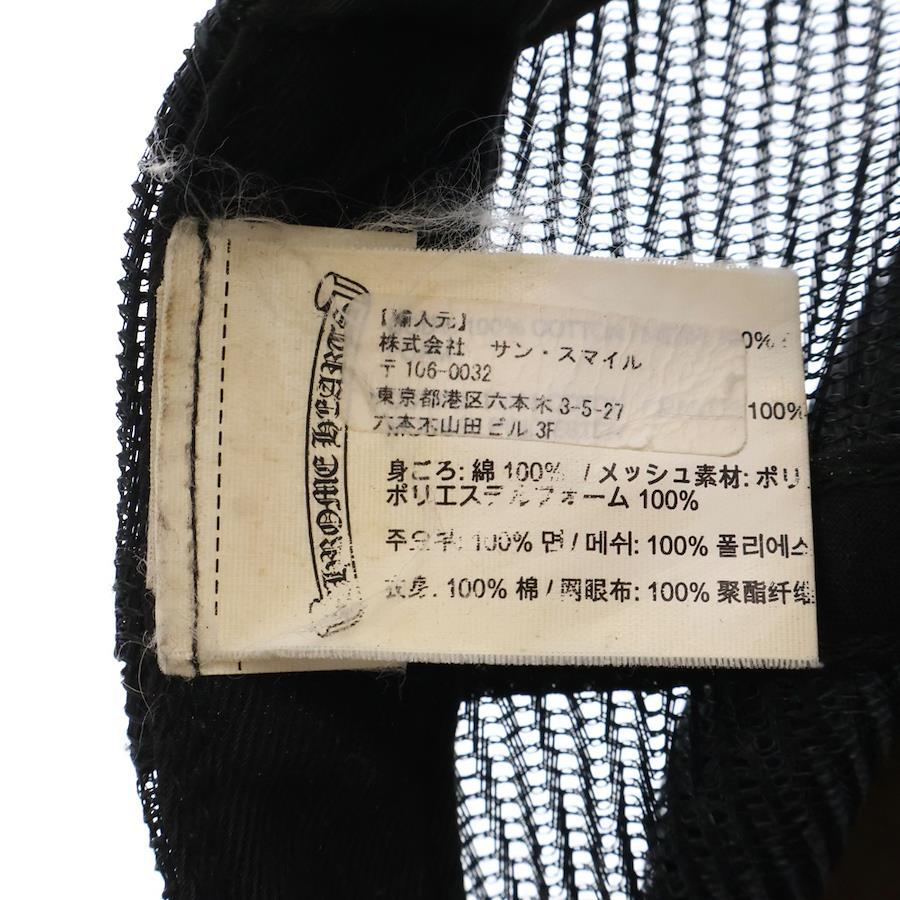 CHROME HEARTS
【輸入元】
株式会社 サン・スマイル
〒106-0032
東京都港区六本木 3-5-27
六本木山田ビル 3F
0%
100%
身ごろ: 綿 100% / メッシュ素材: ポリ
ポリエステルフォーム 100%
100% 면 / 메쉬: 100% 폴리에스
衣身: 100% 棉 / 网眼布: 100% 聚酯纤维